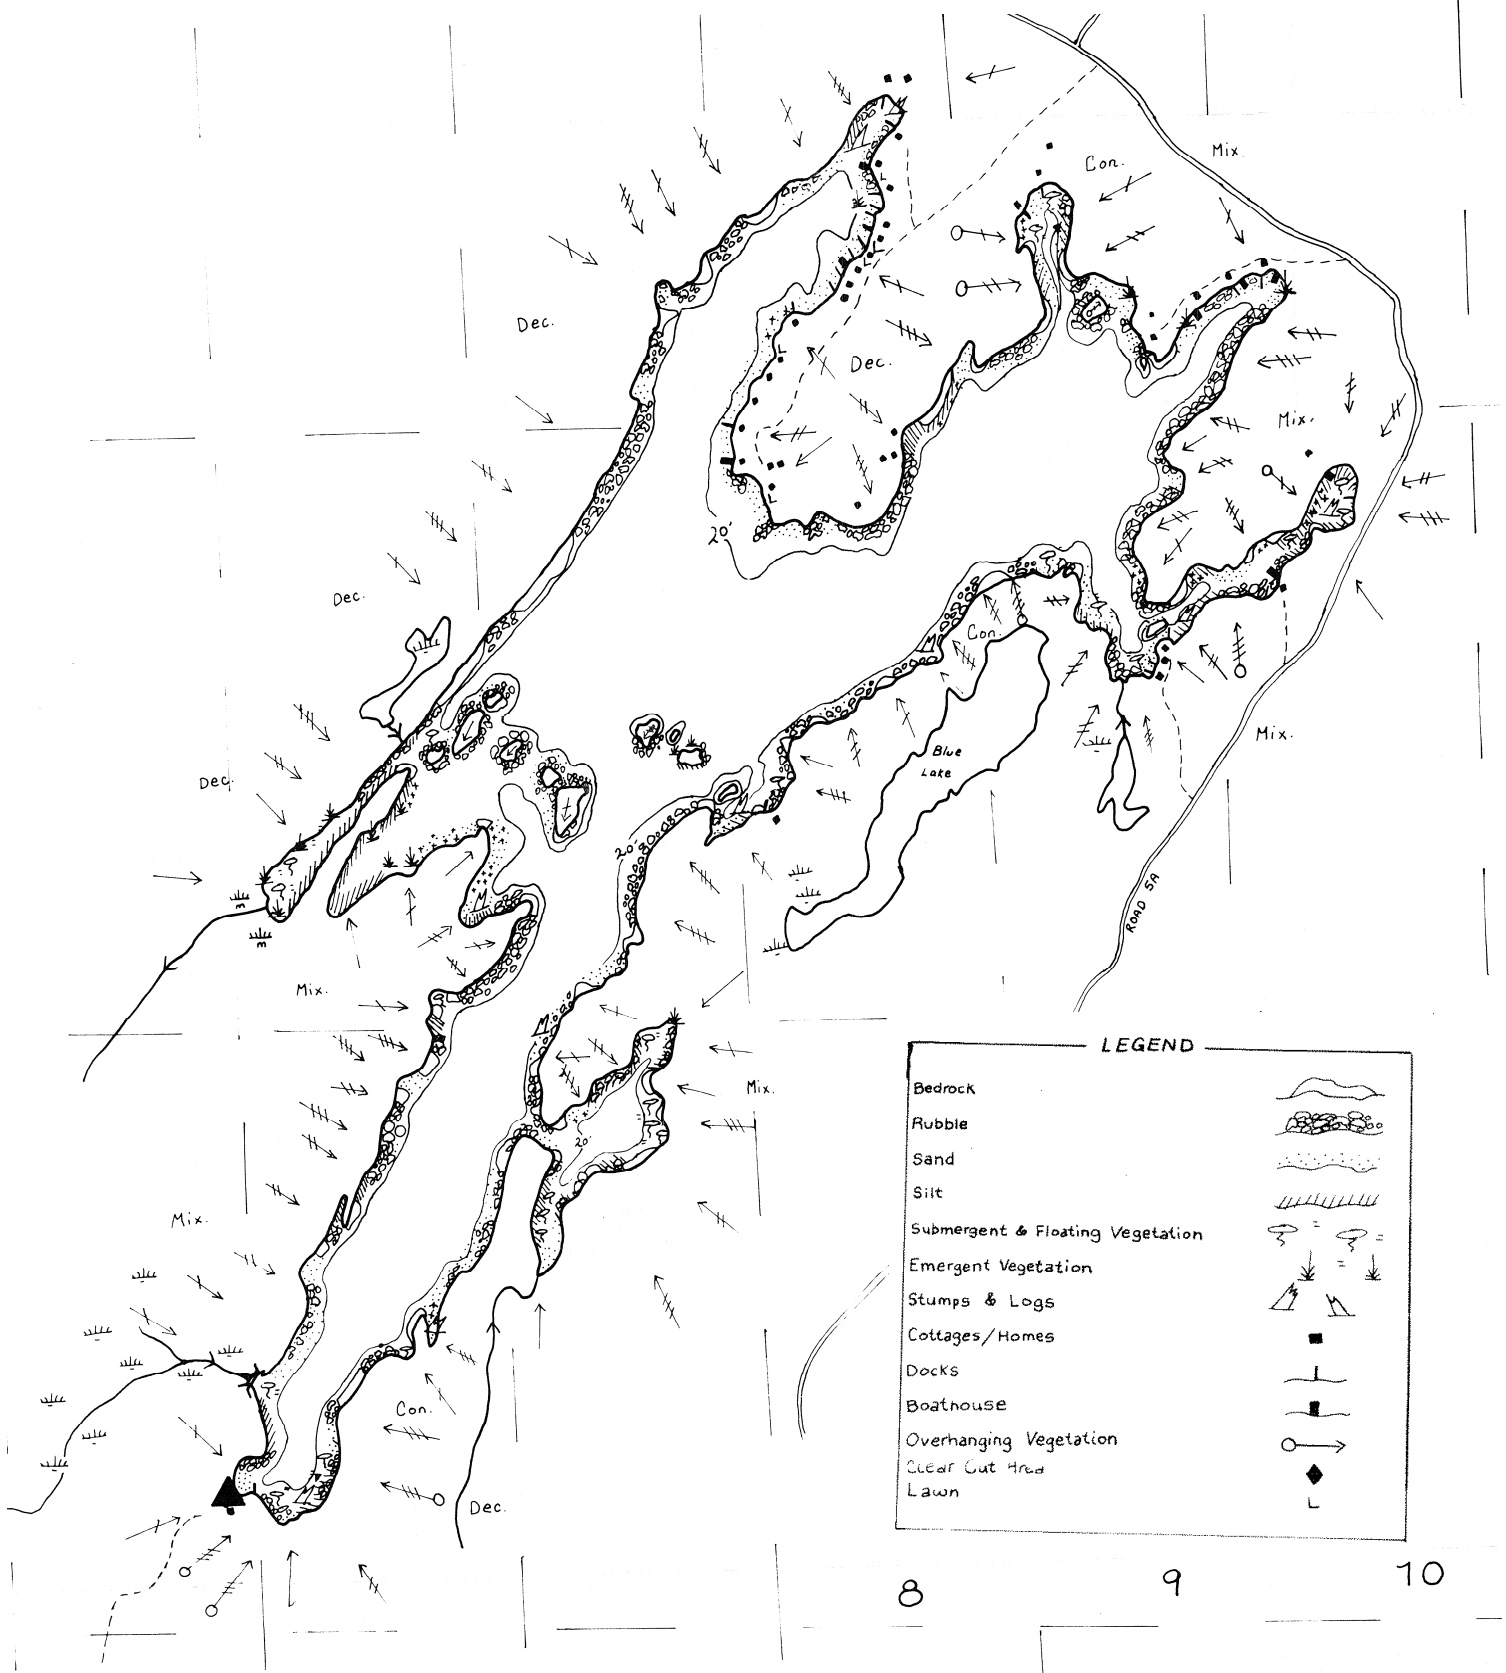 Mix.
Con.
Dec.
Dec.
Mix.
20'
Dec.
Con.
Mix.
Blue
Lake
Dec.
20'
ROAD 5A
m
m
Mix.
LEGEND
Mix.
Bedrock
Rubble
20'
Sand
Silt
Mix.
Submergent & Floating Vegetation
Emergent Vegetation
Stumps & Logs
Cottages/Homes
Docks
Con.
Boathouse
Overhanging Vegetation
Clear Cut Area
Lawn
L
Dec.
8
9
10